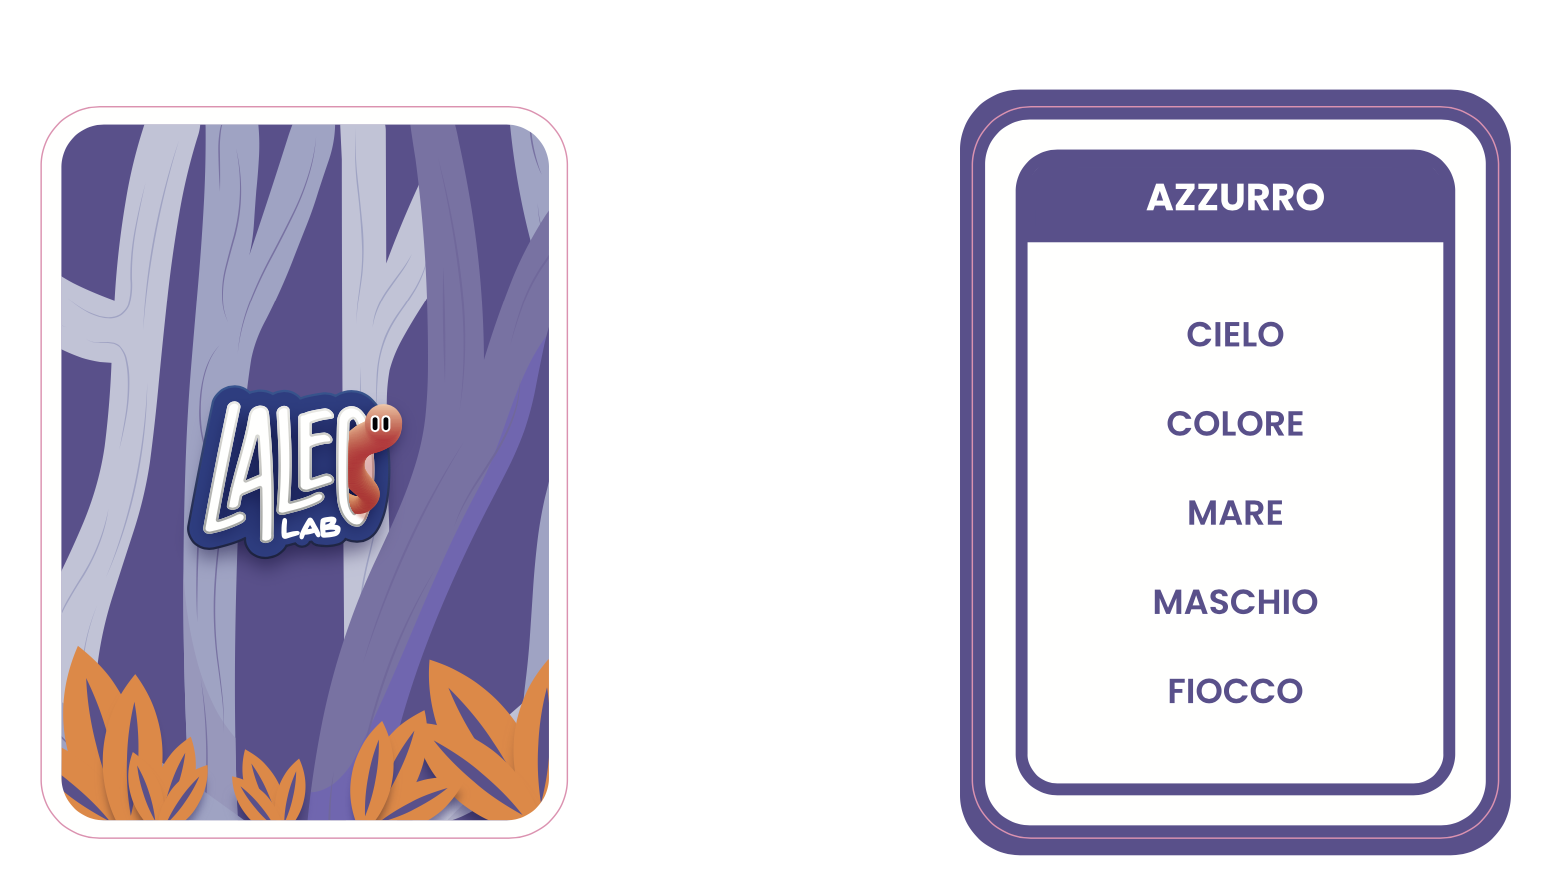 LALEO
LAB
AZZURRO
CIELO
COLORE
MARE
MASCHIO
FIOCCO